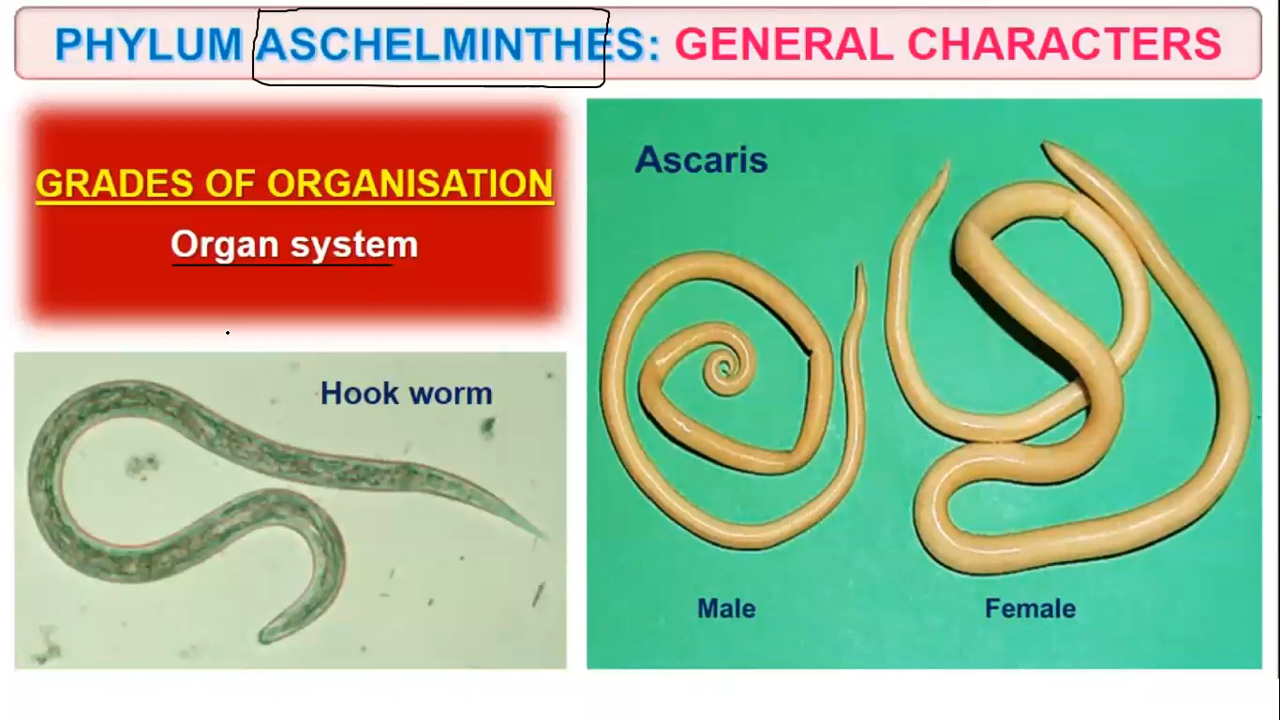 PHYLUM ASCHELMINTHES: GENERAL CHARACTERS
GRADES OF ORGANISATION
Organ system
Hook worm
Ascaris
Male
Female